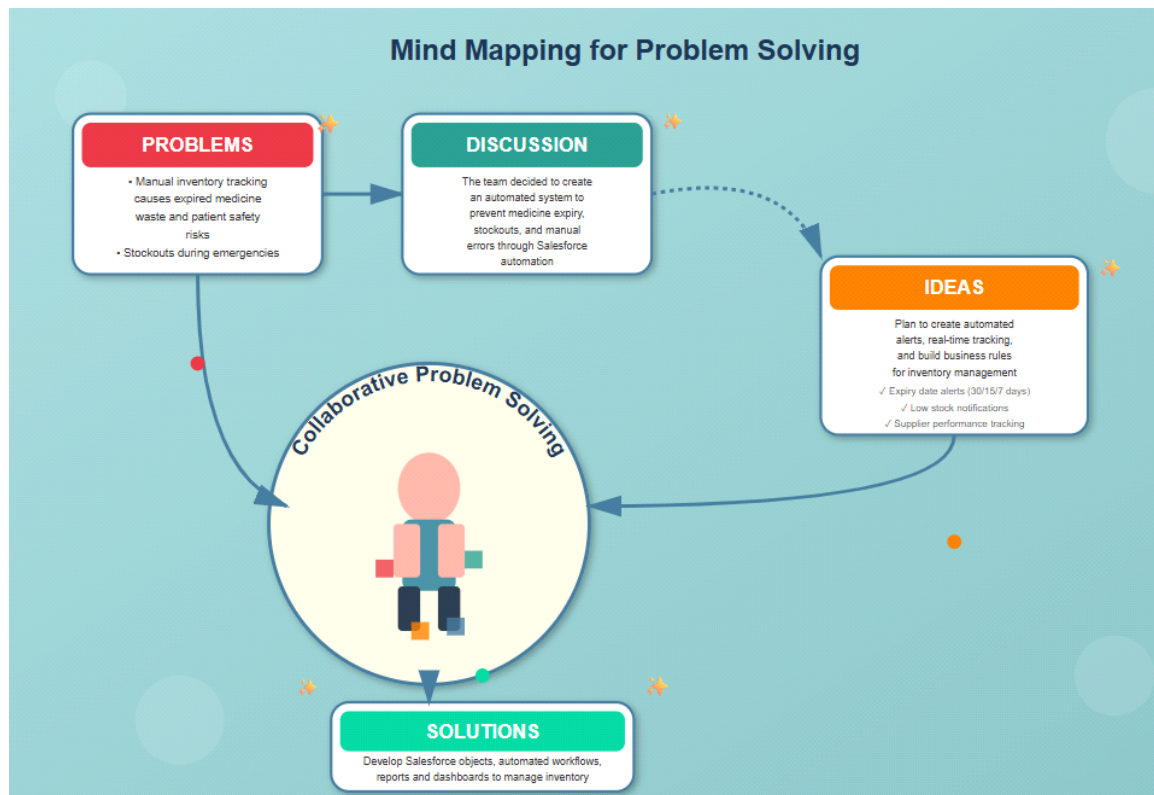 Mind Mapping for Problem Solving
PROBLEMS
• Manual inventory tracking
causes expired medicine
waste and patient safety
risks
• Stockouts during emergencies
DISCUSSION
The team decided to create
an automated system to
prevent medicine expiry,
stockouts, and manual
errors through Salesforce
automation
IDEAS
Plan to create automated
alerts, real-time tracking,
and build business rules
for inventory management
✓ Expiry date alerts (30/15/7 days)
✓ Low stock notifications
✓ Supplier performance tracking
Collaborative Problem Solving
SOLUTIONS
Develop Salesforce objects, automated workflows,
reports and dashboards to manage inventory